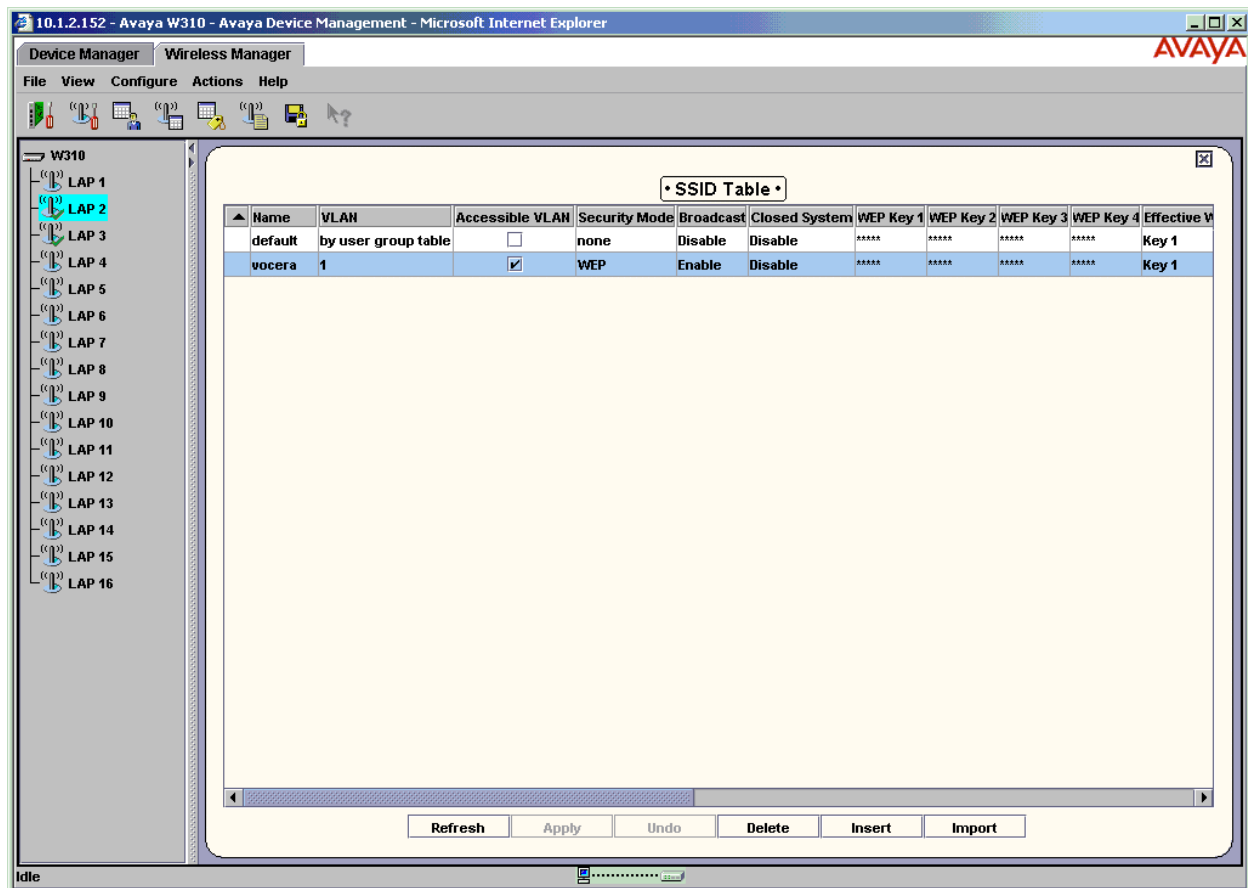 10.1.2.152 - Avaya W310 - Avaya Device Management - Microsoft Internet Explorer
Device Manager Wireless Manager AVAYA
File View Configure Actions Help
W310
LAP 1
LAP 2
LAP 3
LAP 4
LAP 5
LAP 6
LAP 7
LAP 8
LAP 9
LAP 10
LAP 11
LAP 12
LAP 13
LAP 14
LAP 15
LAP 16
• SSID Table •
Name VLAN Accessible VLAN Security Mode Broadcast Closed System WEP Key 1 WEP Key 2 WEP Key 3 WEP Key 4 Effective W
default by user group table none Disable Disable ***** ***** ***** ***** Key 1
vocera 1 WEP Enable Disable ***** ***** ***** ***** Key 1
Refresh Apply Undo Delete Insert Import
Idle